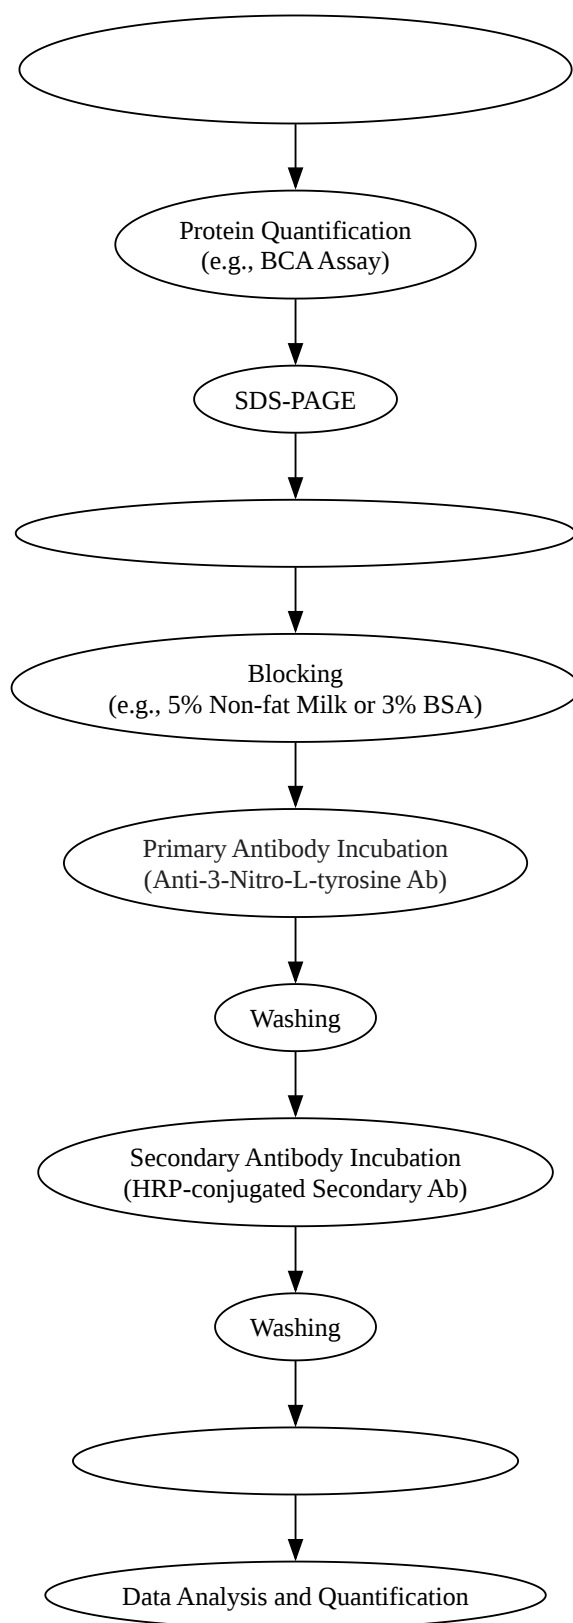 Protein Quantification
(e.g., BCA Assay)
SDS-PAGE
Blocking
(e.g., 5% Non-fat Milk or 3% BSA)
Primary Antibody Incubation
(Anti-3-Nitro-L-tyrosine Ab)
Washing
Secondary Antibody Incubation
(HRP-conjugated Secondary Ab)
Washing
Data Analysis and Quantification